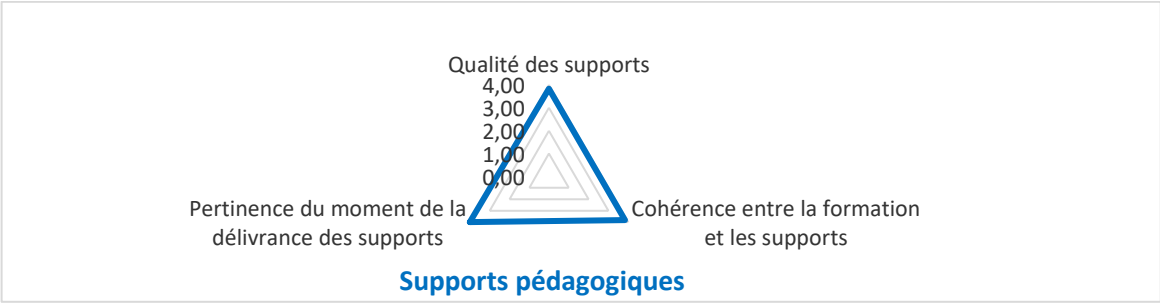 Qualité des supports
4,00
3,00
2,00
1,00
0,00
Pertinence du moment de la
délivrance des supports
Cohérence entre la formation
et les supports
Supports pédagogiques